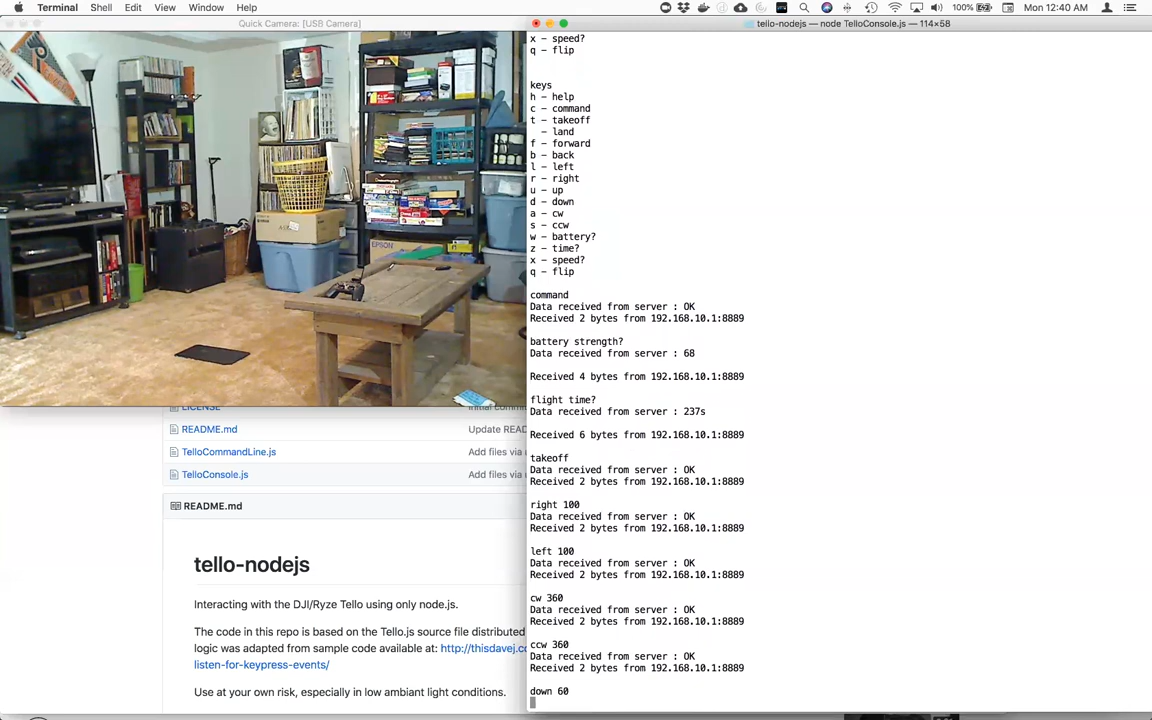 Terminal Shell Edit View Window Help
100% Mon 12:40 AM
Quick Camera: [USB Camera]
EPSON
LICENSE
README.md Update READ
TelloCommandLine.js Add files via
TelloConsole.js Add files via
README.md
tello-nodejs
Interacting with the DJI/Ryze Tello using only node.js.
The code in this repo is based on the Tello.js source file distributed
logic was adapted from sample code available at: http://thisdavej.co
listen-for-keypress-events/
Use at your own risk, especially in low ambient light conditions.
tello-nodejs — node TelloConsole.js — 114×58
x - speed?
q - flip
keys
h - help
c - command
t - takeoff
- land
f - forward
b - back
l - left
r - right
u - up
d - down
a - cw
s - ccw
w - battery?
z - time?
x - speed?
q - flip
command
Data received from server : OK
Received 2 bytes from 192.168.10.1:8889
battery strength?
Data received from server : 68
Received 4 bytes from 192.168.10.1:8889
flight time?
Data received from server : 237s
Received 6 bytes from 192.168.10.1:8889
takeoff
Data received from server : OK
Received 2 bytes from 192.168.10.1:8889
right 100
Data received from server : OK
Received 2 bytes from 192.168.10.1:8889
left 100
Data received from server : OK
Received 2 bytes from 192.168.10.1:8889
cw 360
Data received from server : OK
Received 2 bytes from 192.168.10.1:8889
ccw 360
Data received from server : OK
Received 2 bytes from 192.168.10.1:8889
down 60